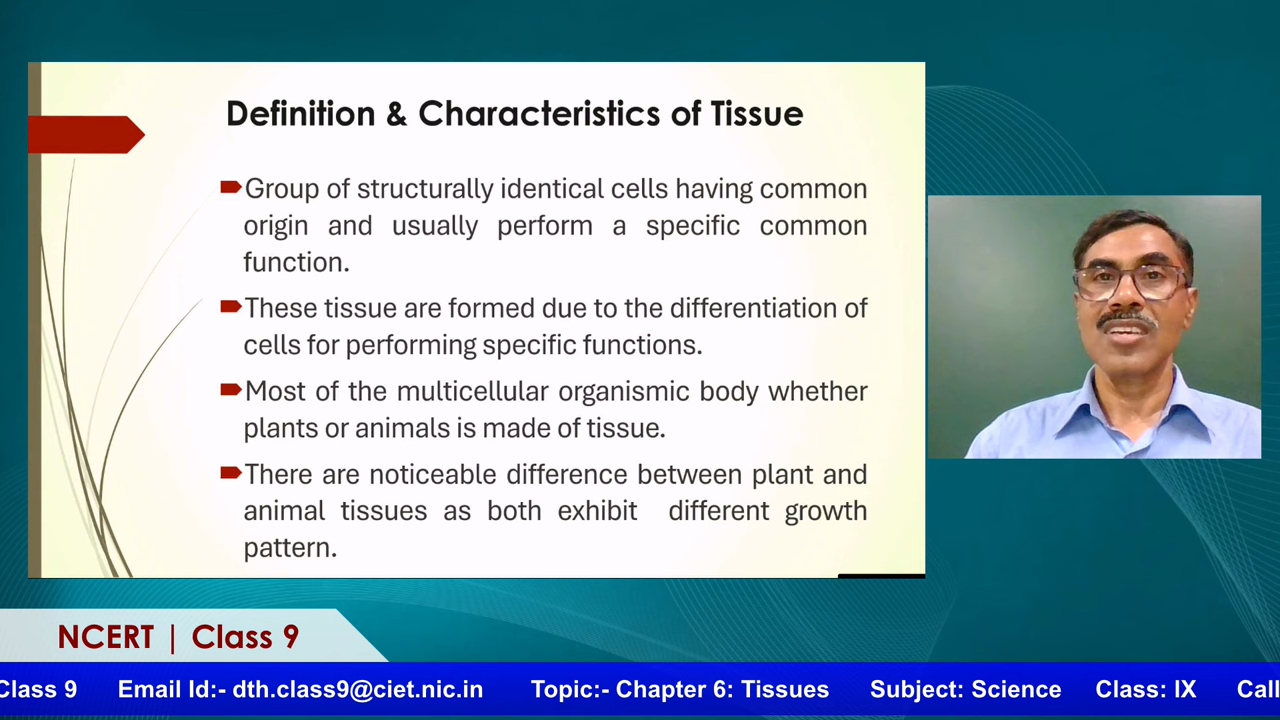 Definition & Characteristics of Tissue
Group of structurally identical cells having common
origin and usually perform a specific common
function.
These tissue are formed due to the differentiation of
cells for performing specific functions.
Most of the multicellular organismic body whether
plants or animals is made of tissue.
There are noticeable difference between plant and
animal tissues as both exhibit different growth
pattern.
NCERT | Class 9
Class 9 Email Id:- dth.class9@ciet.nic.in Topic:- Chapter 6: Tissues Subject: Science Class: IX Call